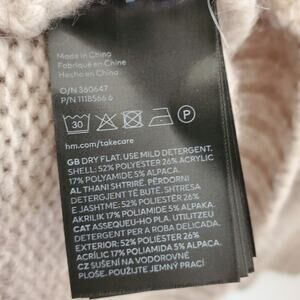 Made in China
Fabriqué en Chine
Hecho en China
O/N 360647
P/N 1118566 6
30
P
hm.com/takecare
GB DRY FLAT. USE MILD DETERGENT.
SHELL: 52% POLYESTER 26% ACRYLIC
17% POLYAMIDE 5% ALPACA.
AL THANI SHTRIRË. PËRDORNI
DETERGJENT TË BUTË. SHTRESA
E JASHTME: 52% POLIESTER 26%
AKRILIK 17% POLIAMID 5% ALPAKA.
CAT ASSEQUEU-HO PLA. UTILITZEU
DETERGENT PER A ROBA DELICADA.
EXTERIOR: 52% POLIÈSTER 26%
ACRÍLIC 17% POLIAMIDA 5% ALPACA.
CZ SUŠENÍ NA VODOROVNÉ
PLOŠE. POUŽIJTE JEMNÝ PRACÍ